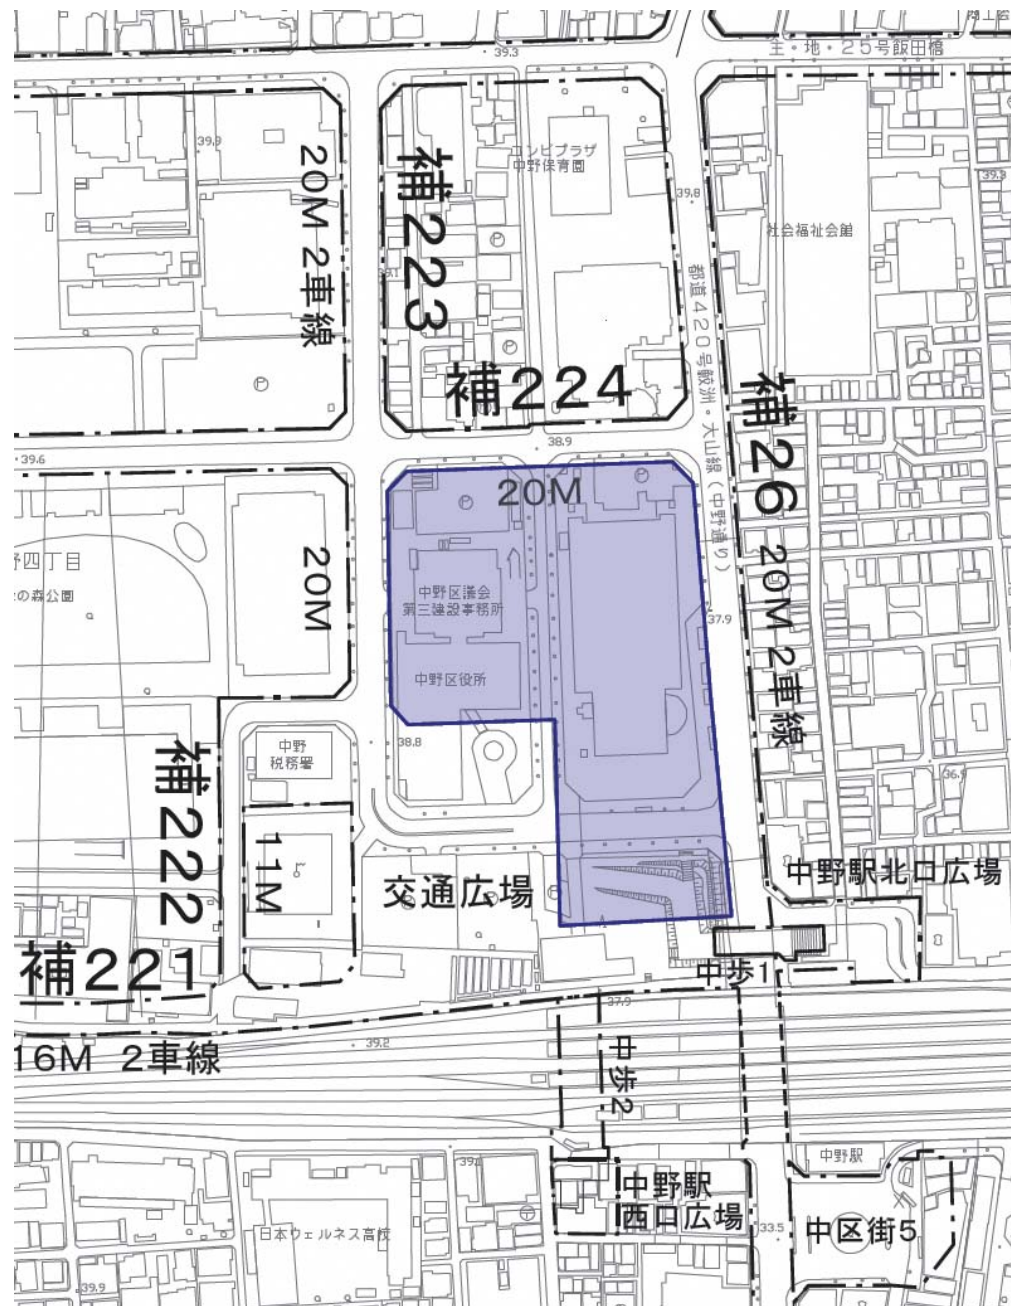 39.3
主・地・25号飯田橋
39.9
20M 2車線
補223
コンビプラザ
中野保育園
39.8
39.3
社会福祉会館
39.1
都道420号鮫洲・大山線(中野通り)
補224
補26 20M 2車線
38.9
39.6
20M
20M
四丁目
の森公園
中野区議会
第三建設事務所
37.9
中野区役所
38.8
中野
税務署
36.9
補222
11M
交通広場
中野駅北口広場
補221
中歩1
37.9
16M 2車線
39.2
中歩2
中野駅
中野駅
西口広場
日本ウェルネス高校
33.5
中区街5
39.9